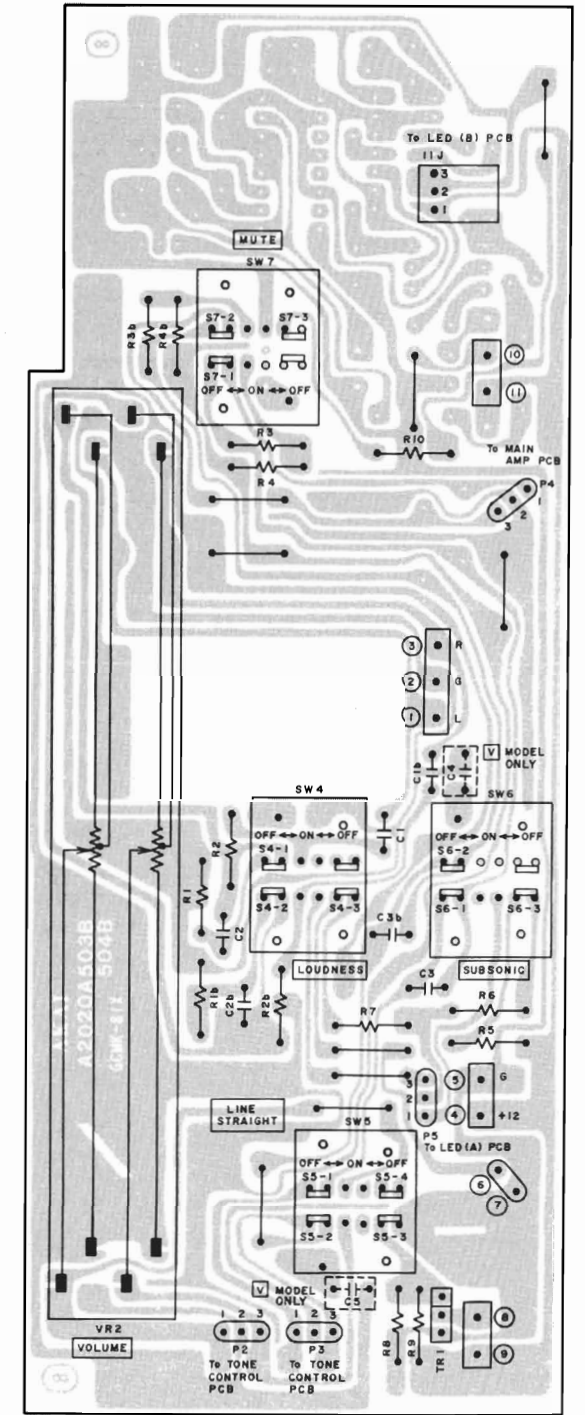 8
To LED (B) PCB
11J
3
2
1
MUTE
SW7
S7-2 S7-3
R3b
R4b
S7-1
OFF ↔ ON ↔ OFF
10
11
R3
R10
R4
To MAIN
AMP PCB
P4
1
2
3
3 R
2 G
1 L
C1b
C4
V MODEL
ONLY
SW4
SW6
OFF ↔ ON ↔ OFF
OFF ↔ ON ↔ OFF
R2
C1
S4-1
S6-2
R1
S4-2 S4-3
S6-1 S6-3
C2
C3b
LOUDNESS
SUBSONIC
C3
R1b
C2b
R2b
R7
R6
R5
AKAI
A2020A503B
504B
3
2
1
5 G
4 +12
P5
To LED(A) PCB
LINE
STRAIGHT
SW5
OFF ↔ ON ↔ OFF
S5-1 S5-4
S5-2 S5-3
6
7
V MODEL
ONLY
C5
1 2 3
1 2 3
P2
P3
To TONE
CONTROL
PCB
To TONE
CONTROL
PCB
R8
R9
TR1
8
9
VR2
VOLUME
8